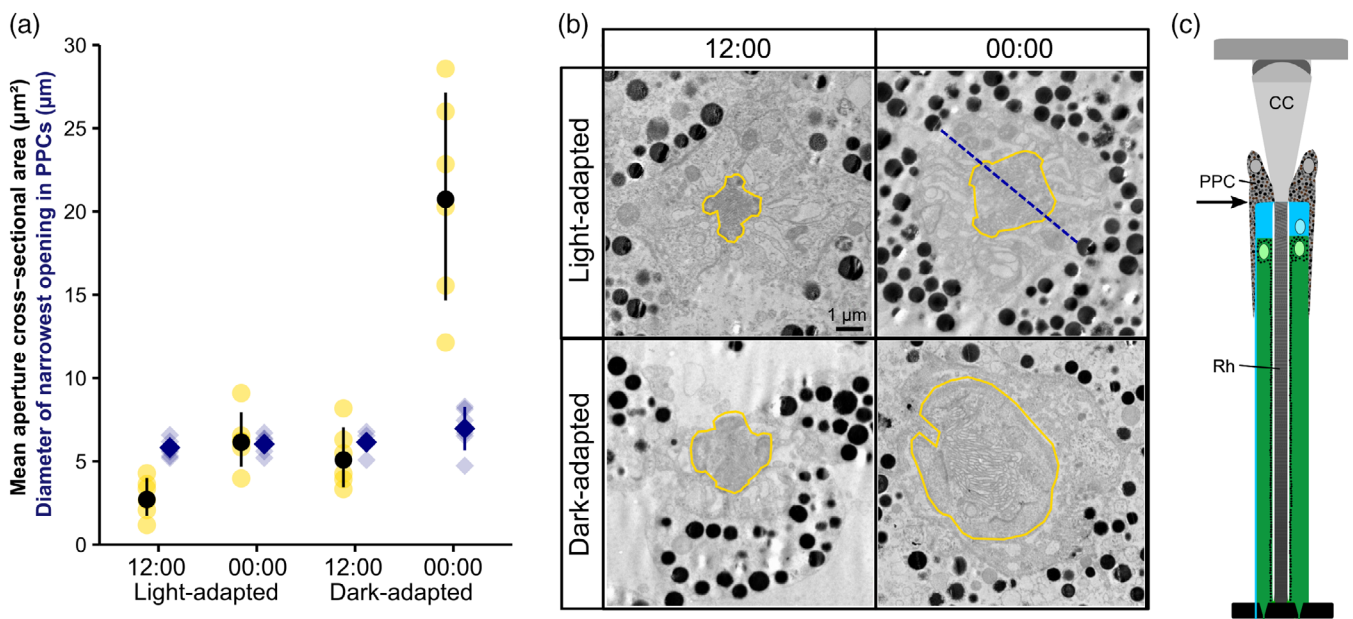 (a)
Mean aperture cross−sectional area (µm²)
Diameter of narrowest opening in PPCs (µm)
30
25
20
15
10
5
0
12:00 00:00 12:00 00:00
Light-adapted Dark-adapted
(b)
12:00 00:00
Light-adapted
1 µm
Dark-adapted
(c)
CC
PPC
Rh